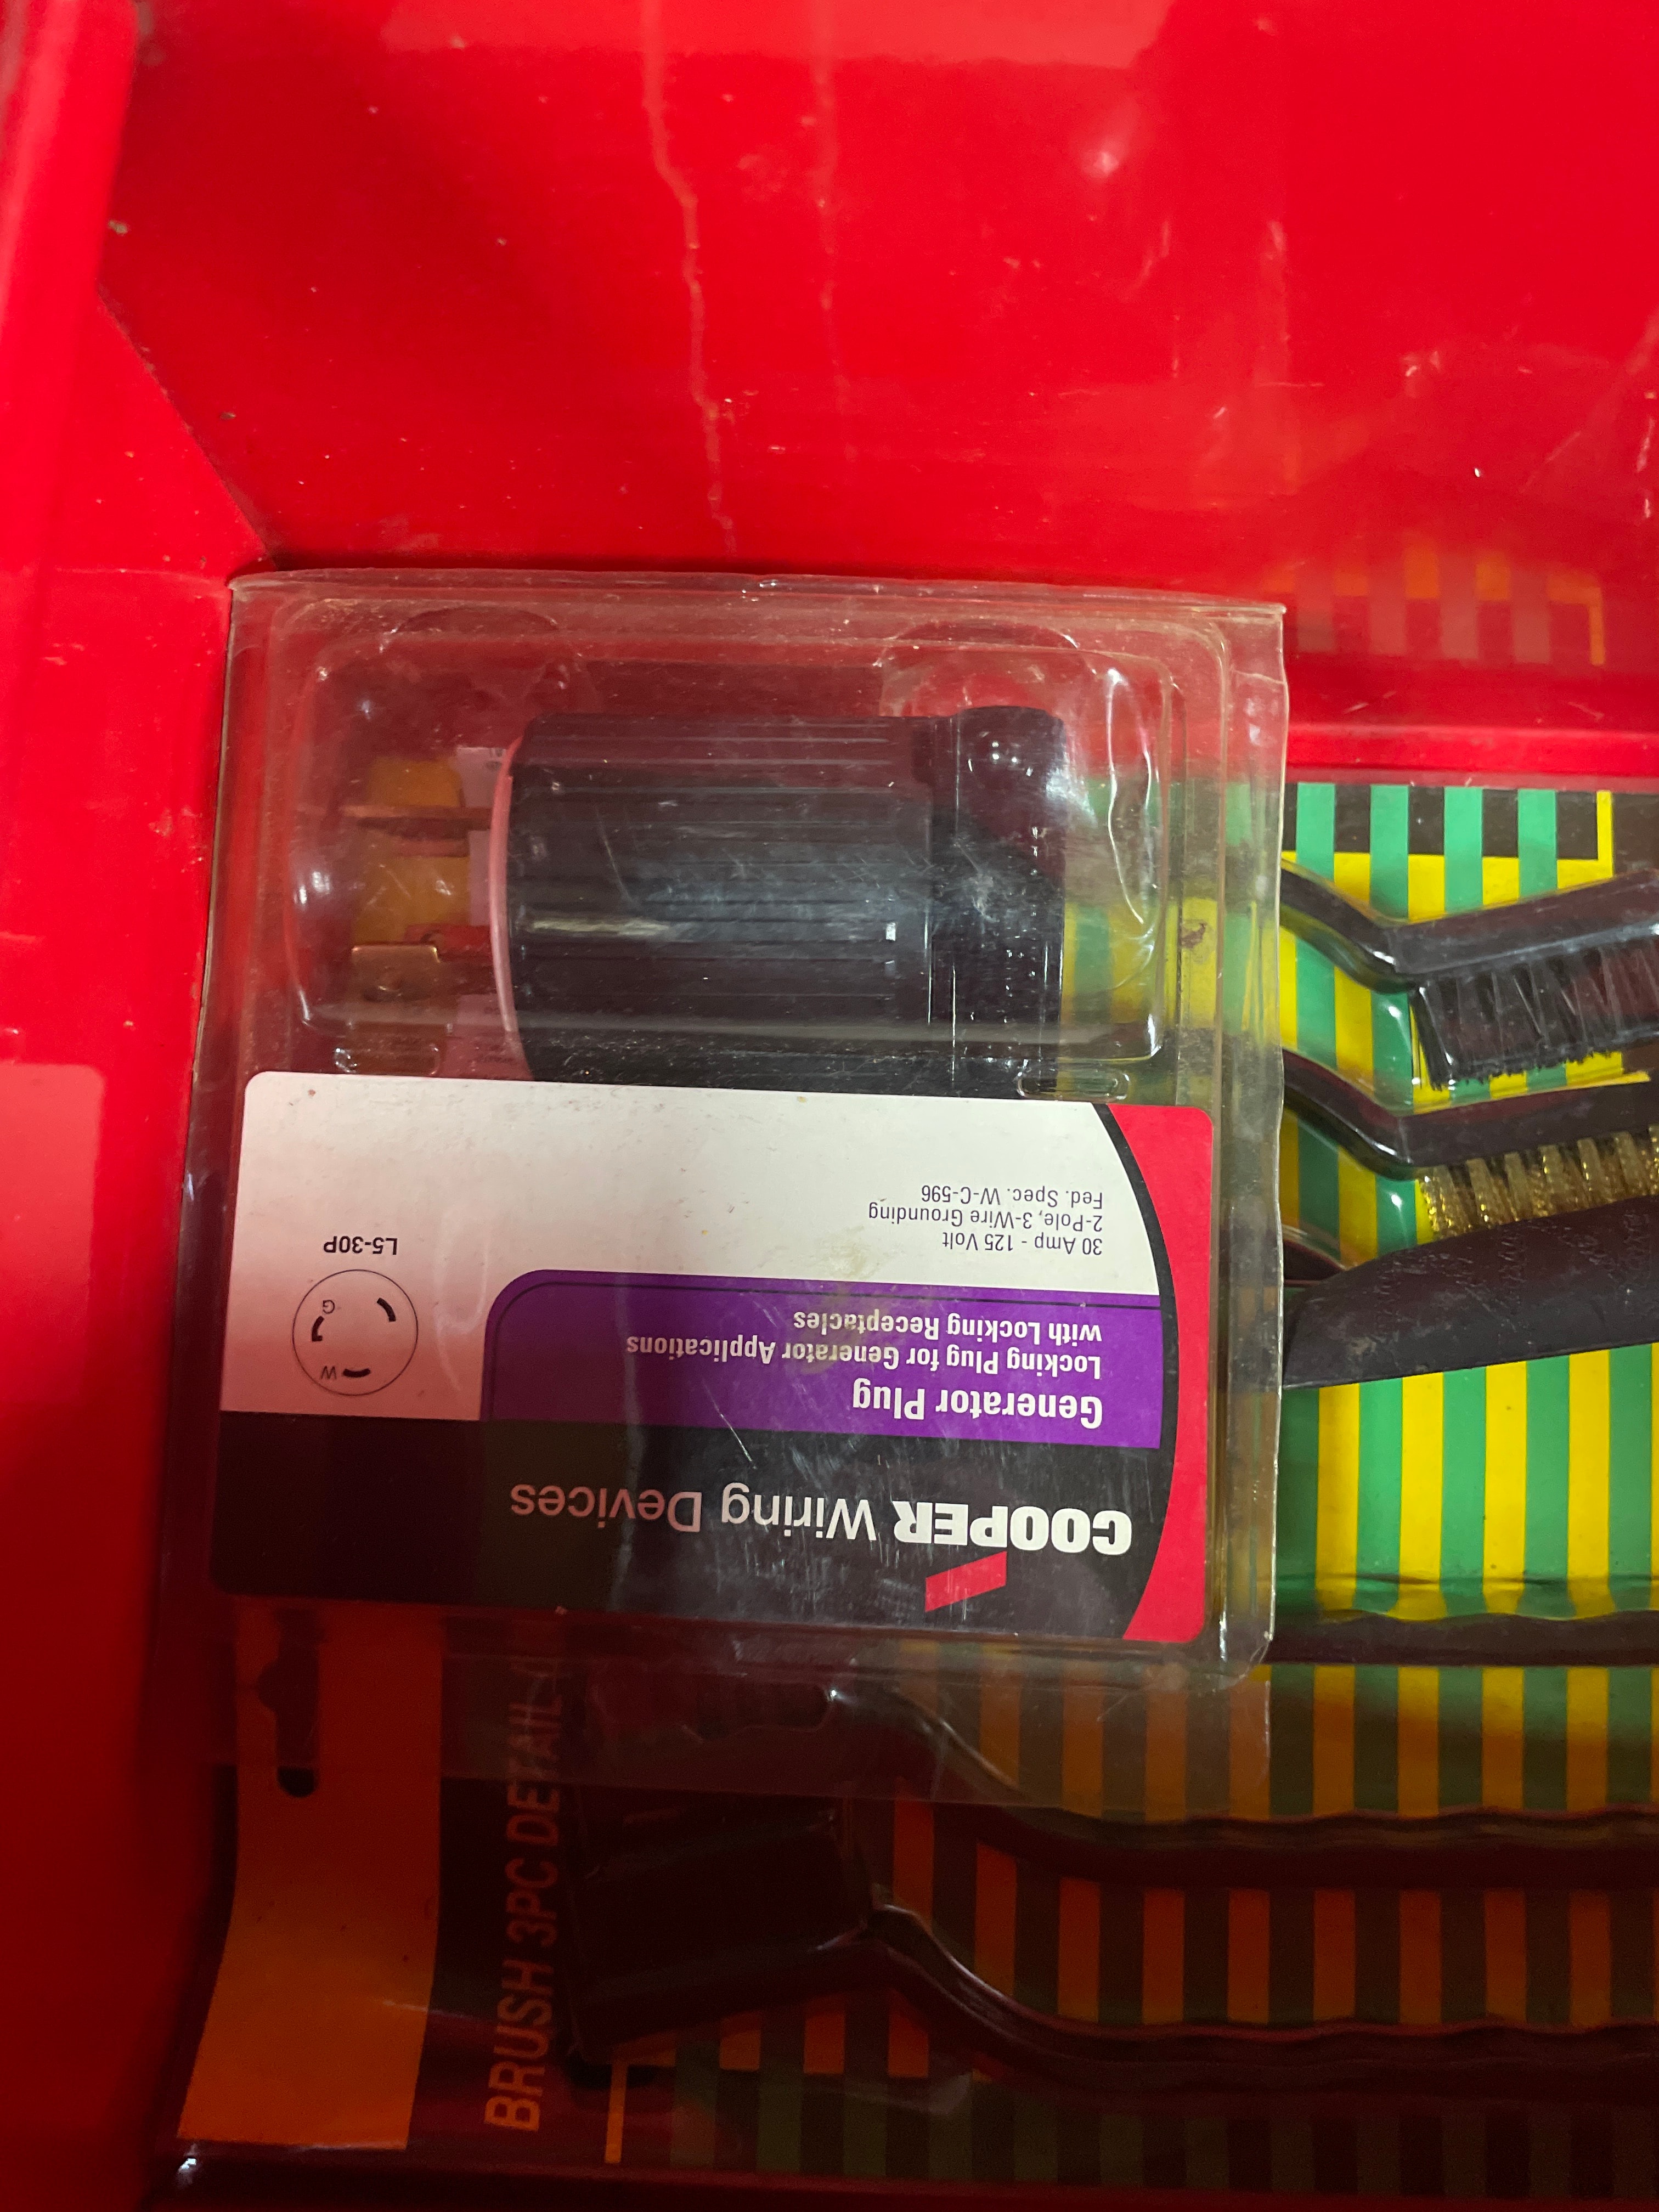 COOPER Wiring Devices
Generator Plug
Locking Plug for Generator Applications
with Locking Receptacles
30 Amp - 125 Volt
2-Pole, 3-Wire Grounding
Fed. Spec. W-C-596
W
G
L5-30P
BRUSH 3PC DETAIL